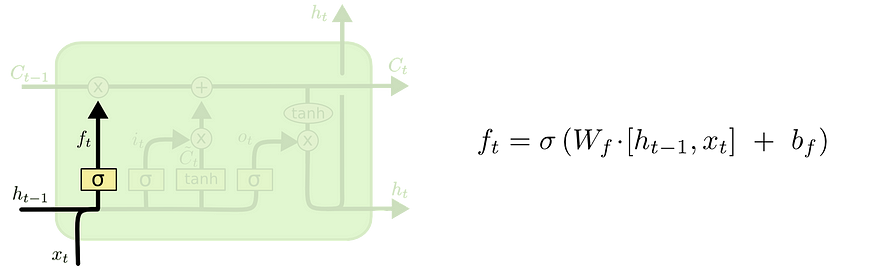 h_t
C_{t-1} × + C_t
tanh
f_t i_t × o_t ×
C̃_t
σ σ tanh σ
h_{t-1} h_t
x_t
f_t = σ (W_f · [h_{t-1}, x_t] + b_f)